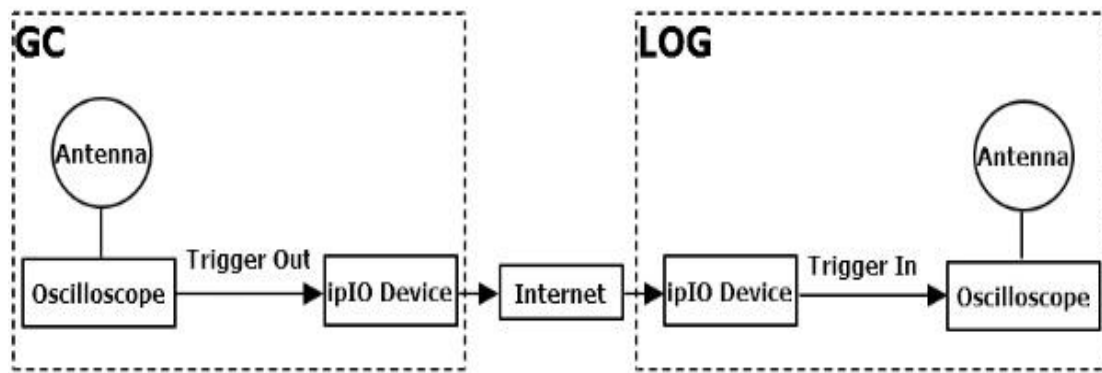 GC
LOG
Antenna
Antenna
Trigger Out
Trigger In
Oscilloscope
ipIO Device
Internet
ipIO Device
Oscilloscope